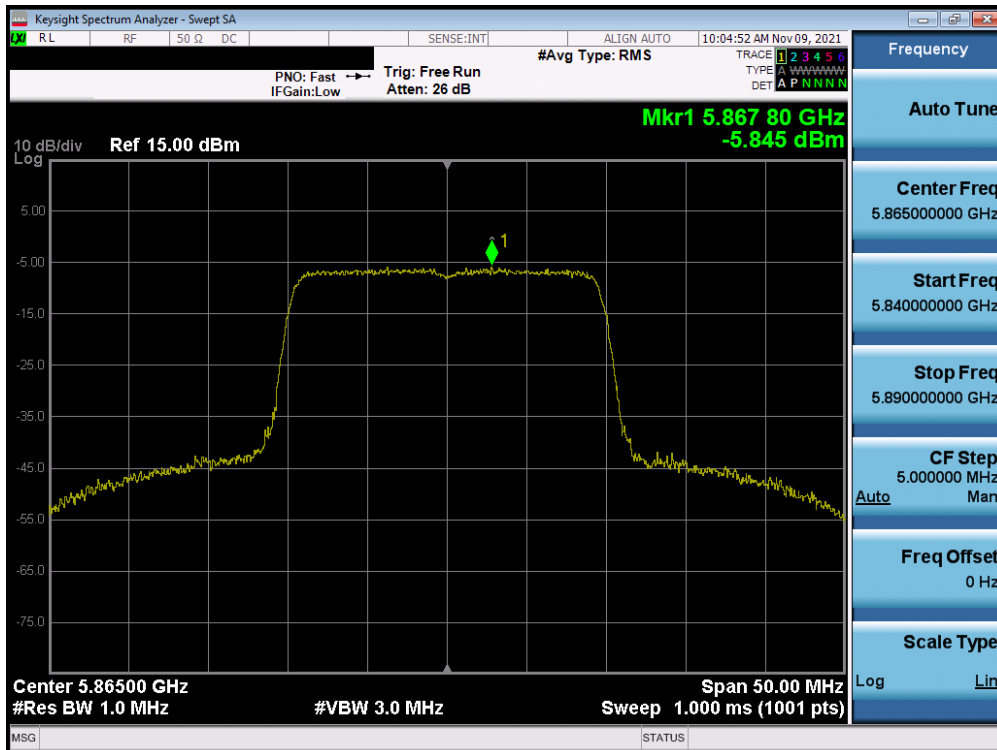 Keysight Spectrum Analyzer - Swept SA
LXI RL RF 50 Ω DC SENSE:INT ALIGN AUTO 10:04:52 AM Nov 09, 2021
#Avg Type: RMS
TRACE 1 2 3 4 5 6
PNO: Fast Trig: Free Run
TYPE A WWWWW
IFGain:Low Atten: 26 dB
DET A P N N N N
Mkr1 5.867 80 GHz
-5.845 dBm
10 dB/div Ref 15.00 dBm
Log
1
5.00
-5.00
-15.0
-25.0
-35.0
-45.0
-55.0
-65.0
-75.0
Center 5.86500 GHz Span 50.00 MHz
#Res BW 1.0 MHz #VBW 3.0 MHz Sweep 1.000 ms (1001 pts)
MSG STATUS
Frequency
Auto Tune
Center Freq
5.865000000 GHz
Start Freq
5.840000000 GHz
Stop Freq
5.890000000 GHz
CF Step
5.000000 MHz
Auto Man
Freq Offset
0 Hz
Scale Type
Log Lin